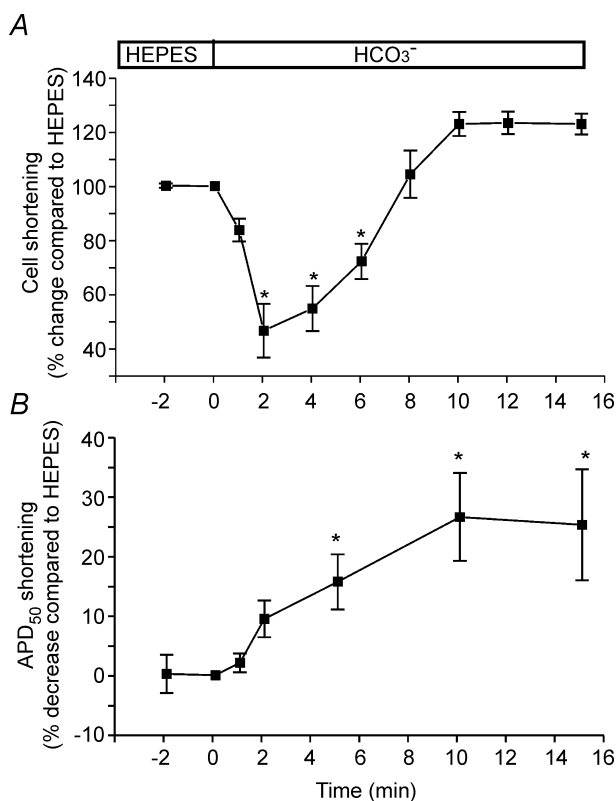 A
HEPES HCO₃⁻
140
120
100
80
60
40
Cell shortening
(% change compared to HEPES)
* * *
-2 0 2 4 6 8 10 12 14 16
B
40
30
20
10
0
-10
APD₅₀ shortening
(% decrease compared to HEPES)
* * *
-2 0 2 4 6 8 10 12 14 16
Time (min)